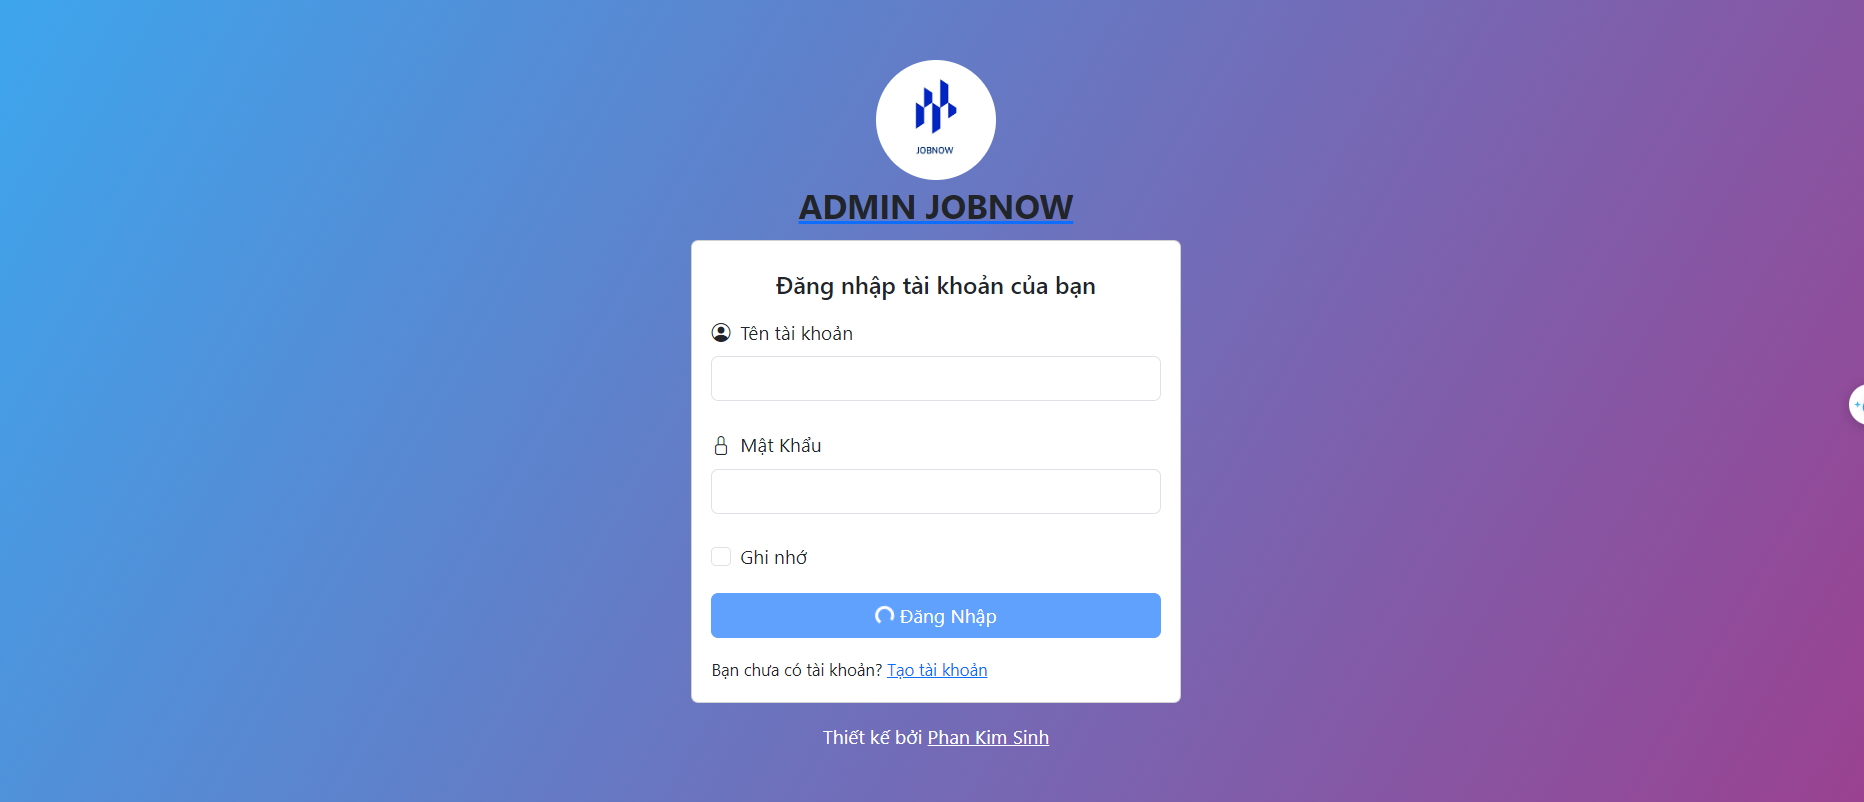 JOBNOW
ADMIN JOBNOW
Đăng nhập tài khoản của bạn
Tên tài khoản
Mật Khẩu
Ghi nhớ
Đăng Nhập
Bạn chưa có tài khoản? Tạo tài khoản
Thiết kế bởi Phan Kim Sinh